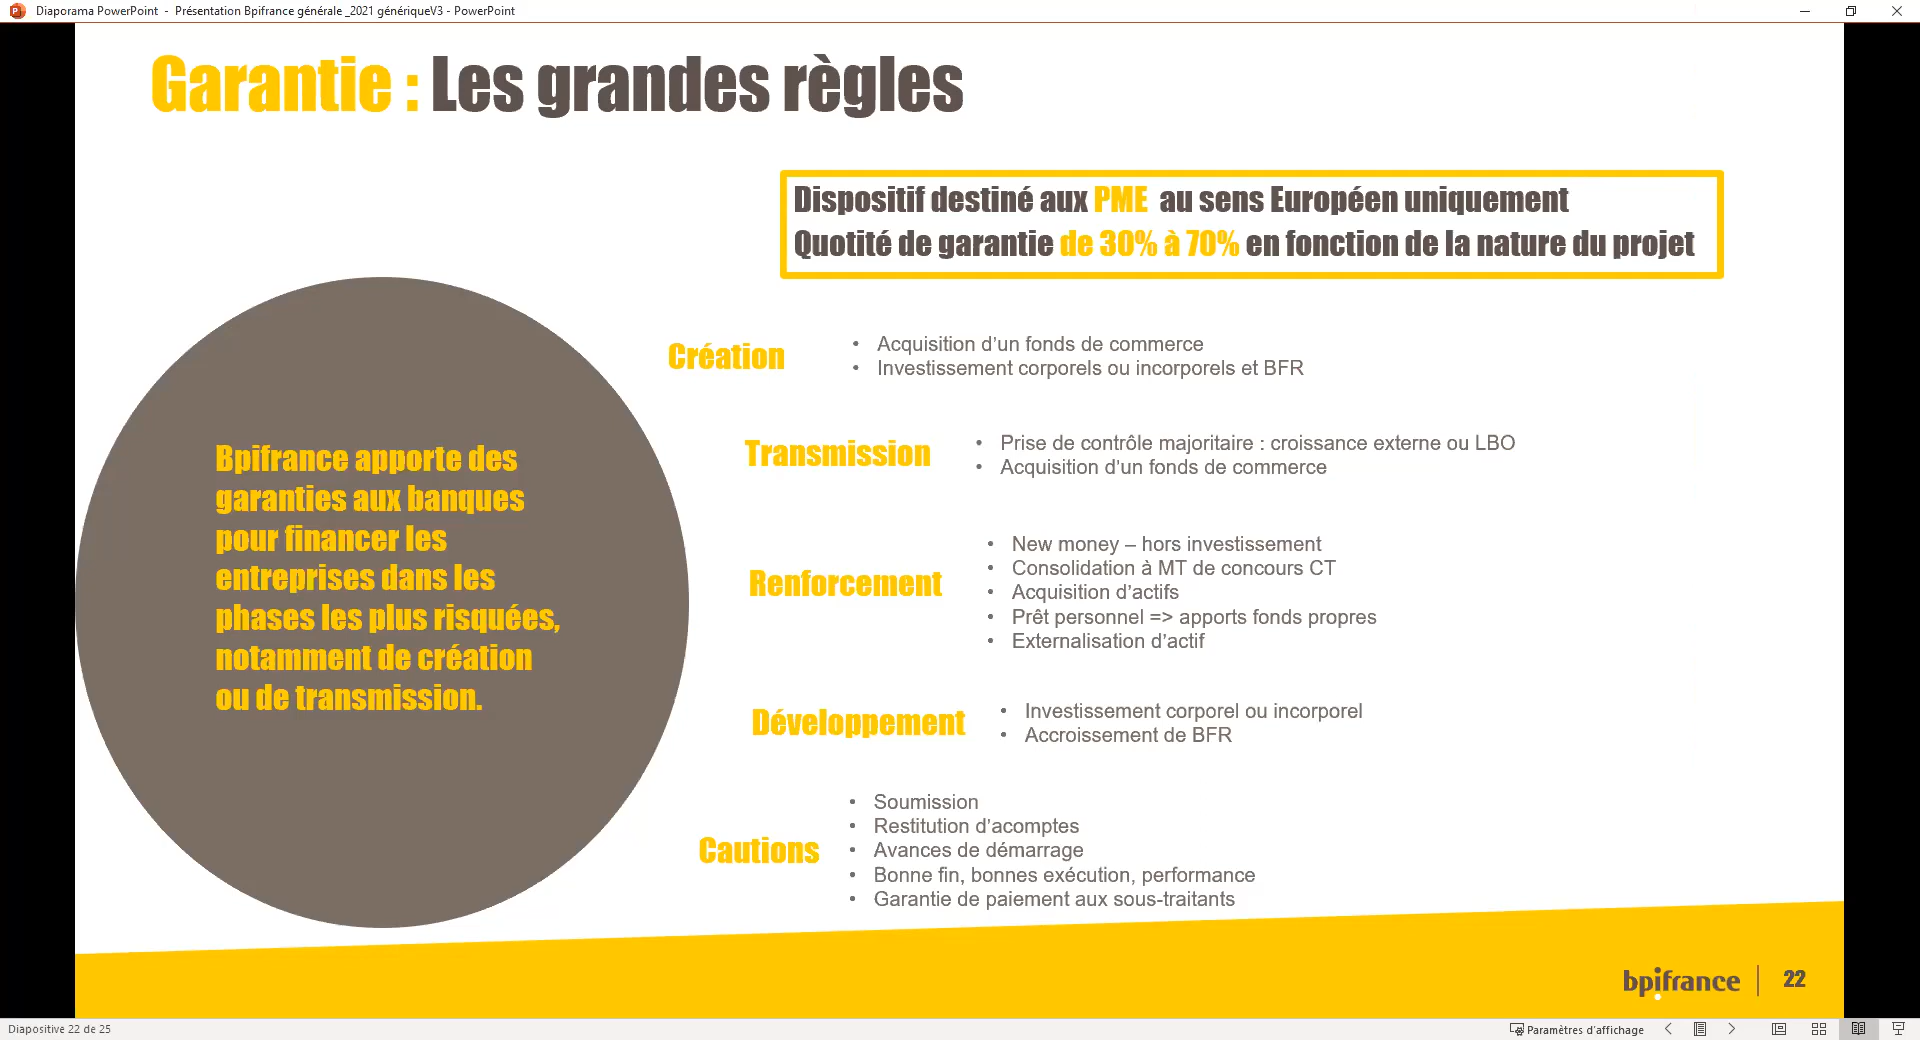 Diaporama PowerPoint - Présentation Bpifrance générale _2021 génériqueV3 - PowerPoint
Garantie : Les grandes règles
Dispositif destiné aux PME au sens Européen uniquement
Quotité de garantie de 30% à 70% en fonction de la nature du projet
Bpifrance apporte des
garanties aux banques
pour financer les
entreprises dans les
phases les plus risquées,
notamment de création
ou de transmission.
Création
• Acquisition d'un fonds de commerce
• Investissement corporels ou incorporels et BFR
Transmission
• Prise de contrôle majoritaire : croissance externe ou LBO
• Acquisition d'un fonds de commerce
Renforcement
• New money – hors investissement
• Consolidation à MT de concours CT
• Acquisition d'actifs
• Prêt personnel => apports fonds propres
• Externalisation d'actif
Développement
• Investissement corporel ou incorporel
• Accroissement de BFR
Cautions
• Soumission
• Restitution d'acomptes
• Avances de démarrage
• Bonne fin, bonnes exécution, performance
• Garantie de paiement aux sous-traitants
bpifrance | 22
Diapositive 22 de 25
Paramètres d'affichage